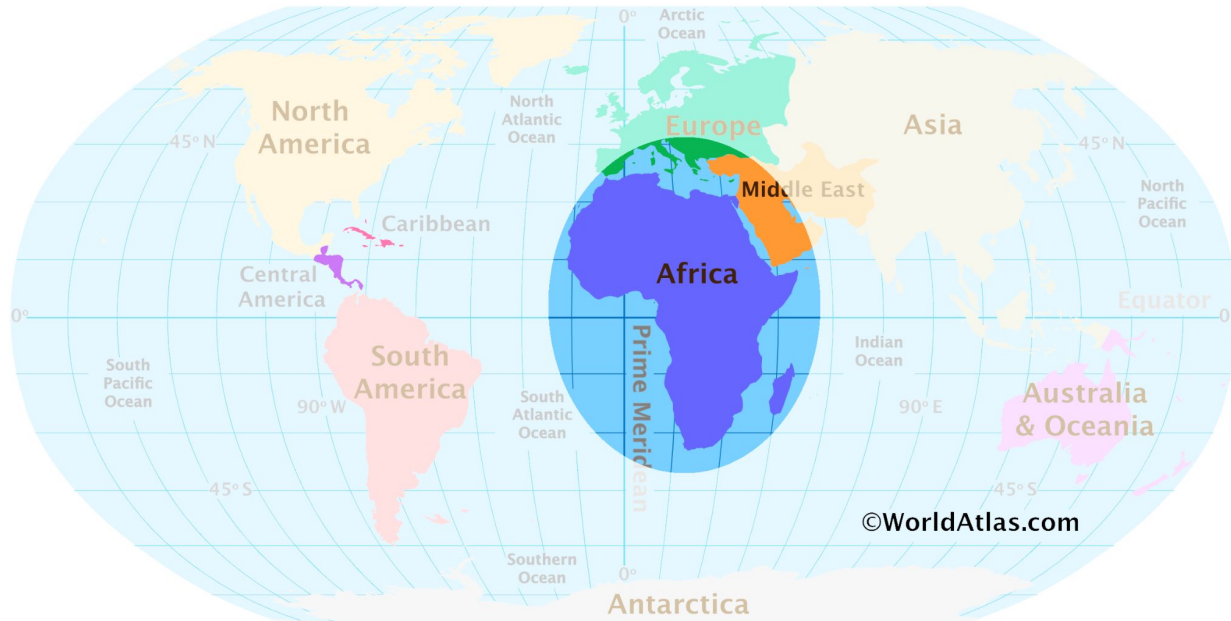 0°
Arctic
Ocean
North
America
North
Atlantic
Ocean
45° N
Europe
Asia
45° N
Middle East
North
Pacific
Ocean
Caribbean
Central
America
Africa
Equator
0°
0°
Prime Meridean
South
Pacific
Ocean
South
America
Indian
Ocean
90° W
South
Atlantic
Ocean
90° E
Australia
& Oceania
45° S
45° S
©WorldAtlas.com
Southern
Ocean
0°
Antarctica